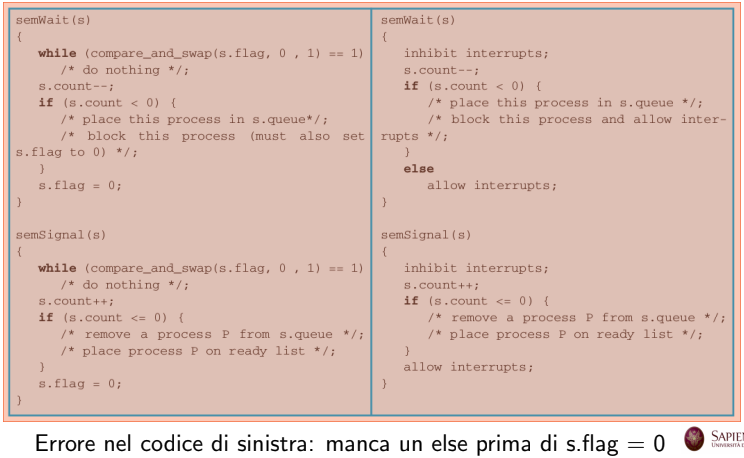 semWait(s)
{
while (compare_and_swap(s.flag, 0 , 1) == 1)
/* do nothing */;
s.count--;
if (s.count < 0) {
/* place this process in s.queue*/;
/* block this process (must also set
s.flag to 0) */;
}
s.flag = 0;
}
semSignal(s)
{
while (compare_and_swap(s.flag, 0 , 1) == 1)
/* do nothing */;
s.count++;
if (s.count <= 0) {
/* remove a process P from s.queue */;
/* place process P on ready list */;
}
s.flag = 0;
}
semWait(s)
{
inhibit interrupts;
s.count--;
if (s.count < 0) {
/* place this process in s.queue */;
/* block this process and allow inter-
rupts */;
}
else
allow interrupts;
}
semSignal(s)
{
inhibit interrupts;
s.count++;
if (s.count <= 0) {
/* remove a process P from s.queue */;
/* place process P on ready list */;
}
allow interrupts;
}
Errore nel codice di sinistra: manca un else prima di s.flag = 0